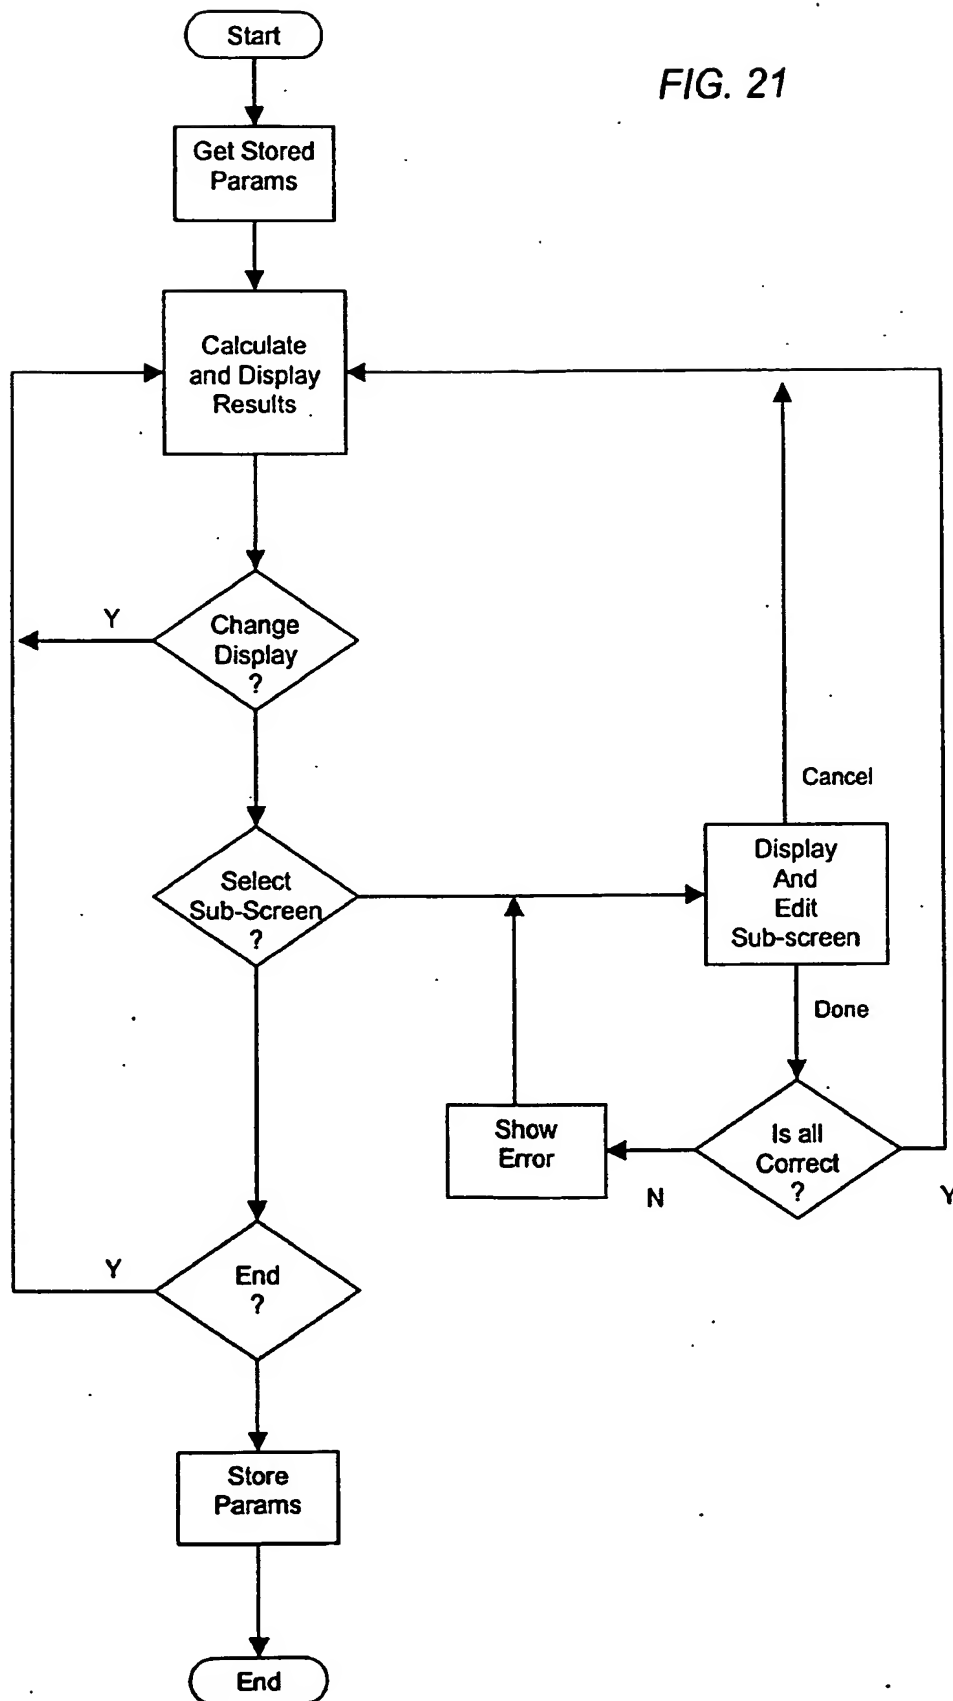 Start
FIG. 21
Get Stored
Params
Calculate
and Display
Results
Y
Change
Display
?
Cancel
Select
Sub-Screen
?
Display
And
Edit
Sub-screen
Done
Show
Error
N
Is all
Correct
?
Y
Y
End
?
Store
Params
End